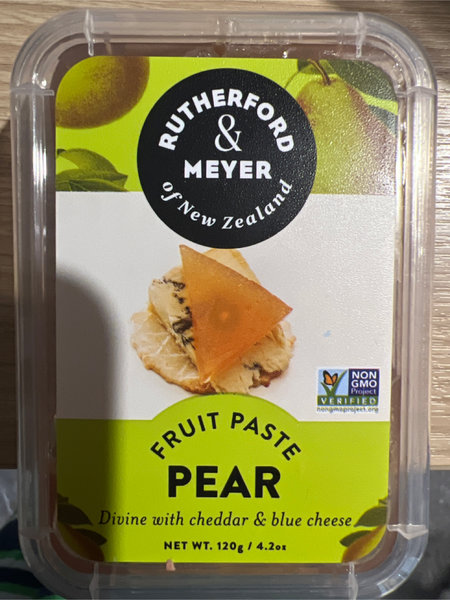 RUTHERFORD
&
MEYER
of New Zealand
NON
GMO
Project
VERIFIED
nongmoproject.org
FRUIT PASTE
PEAR
Divine with cheddar & blue cheese
NET WT. 120g / 4.2oz